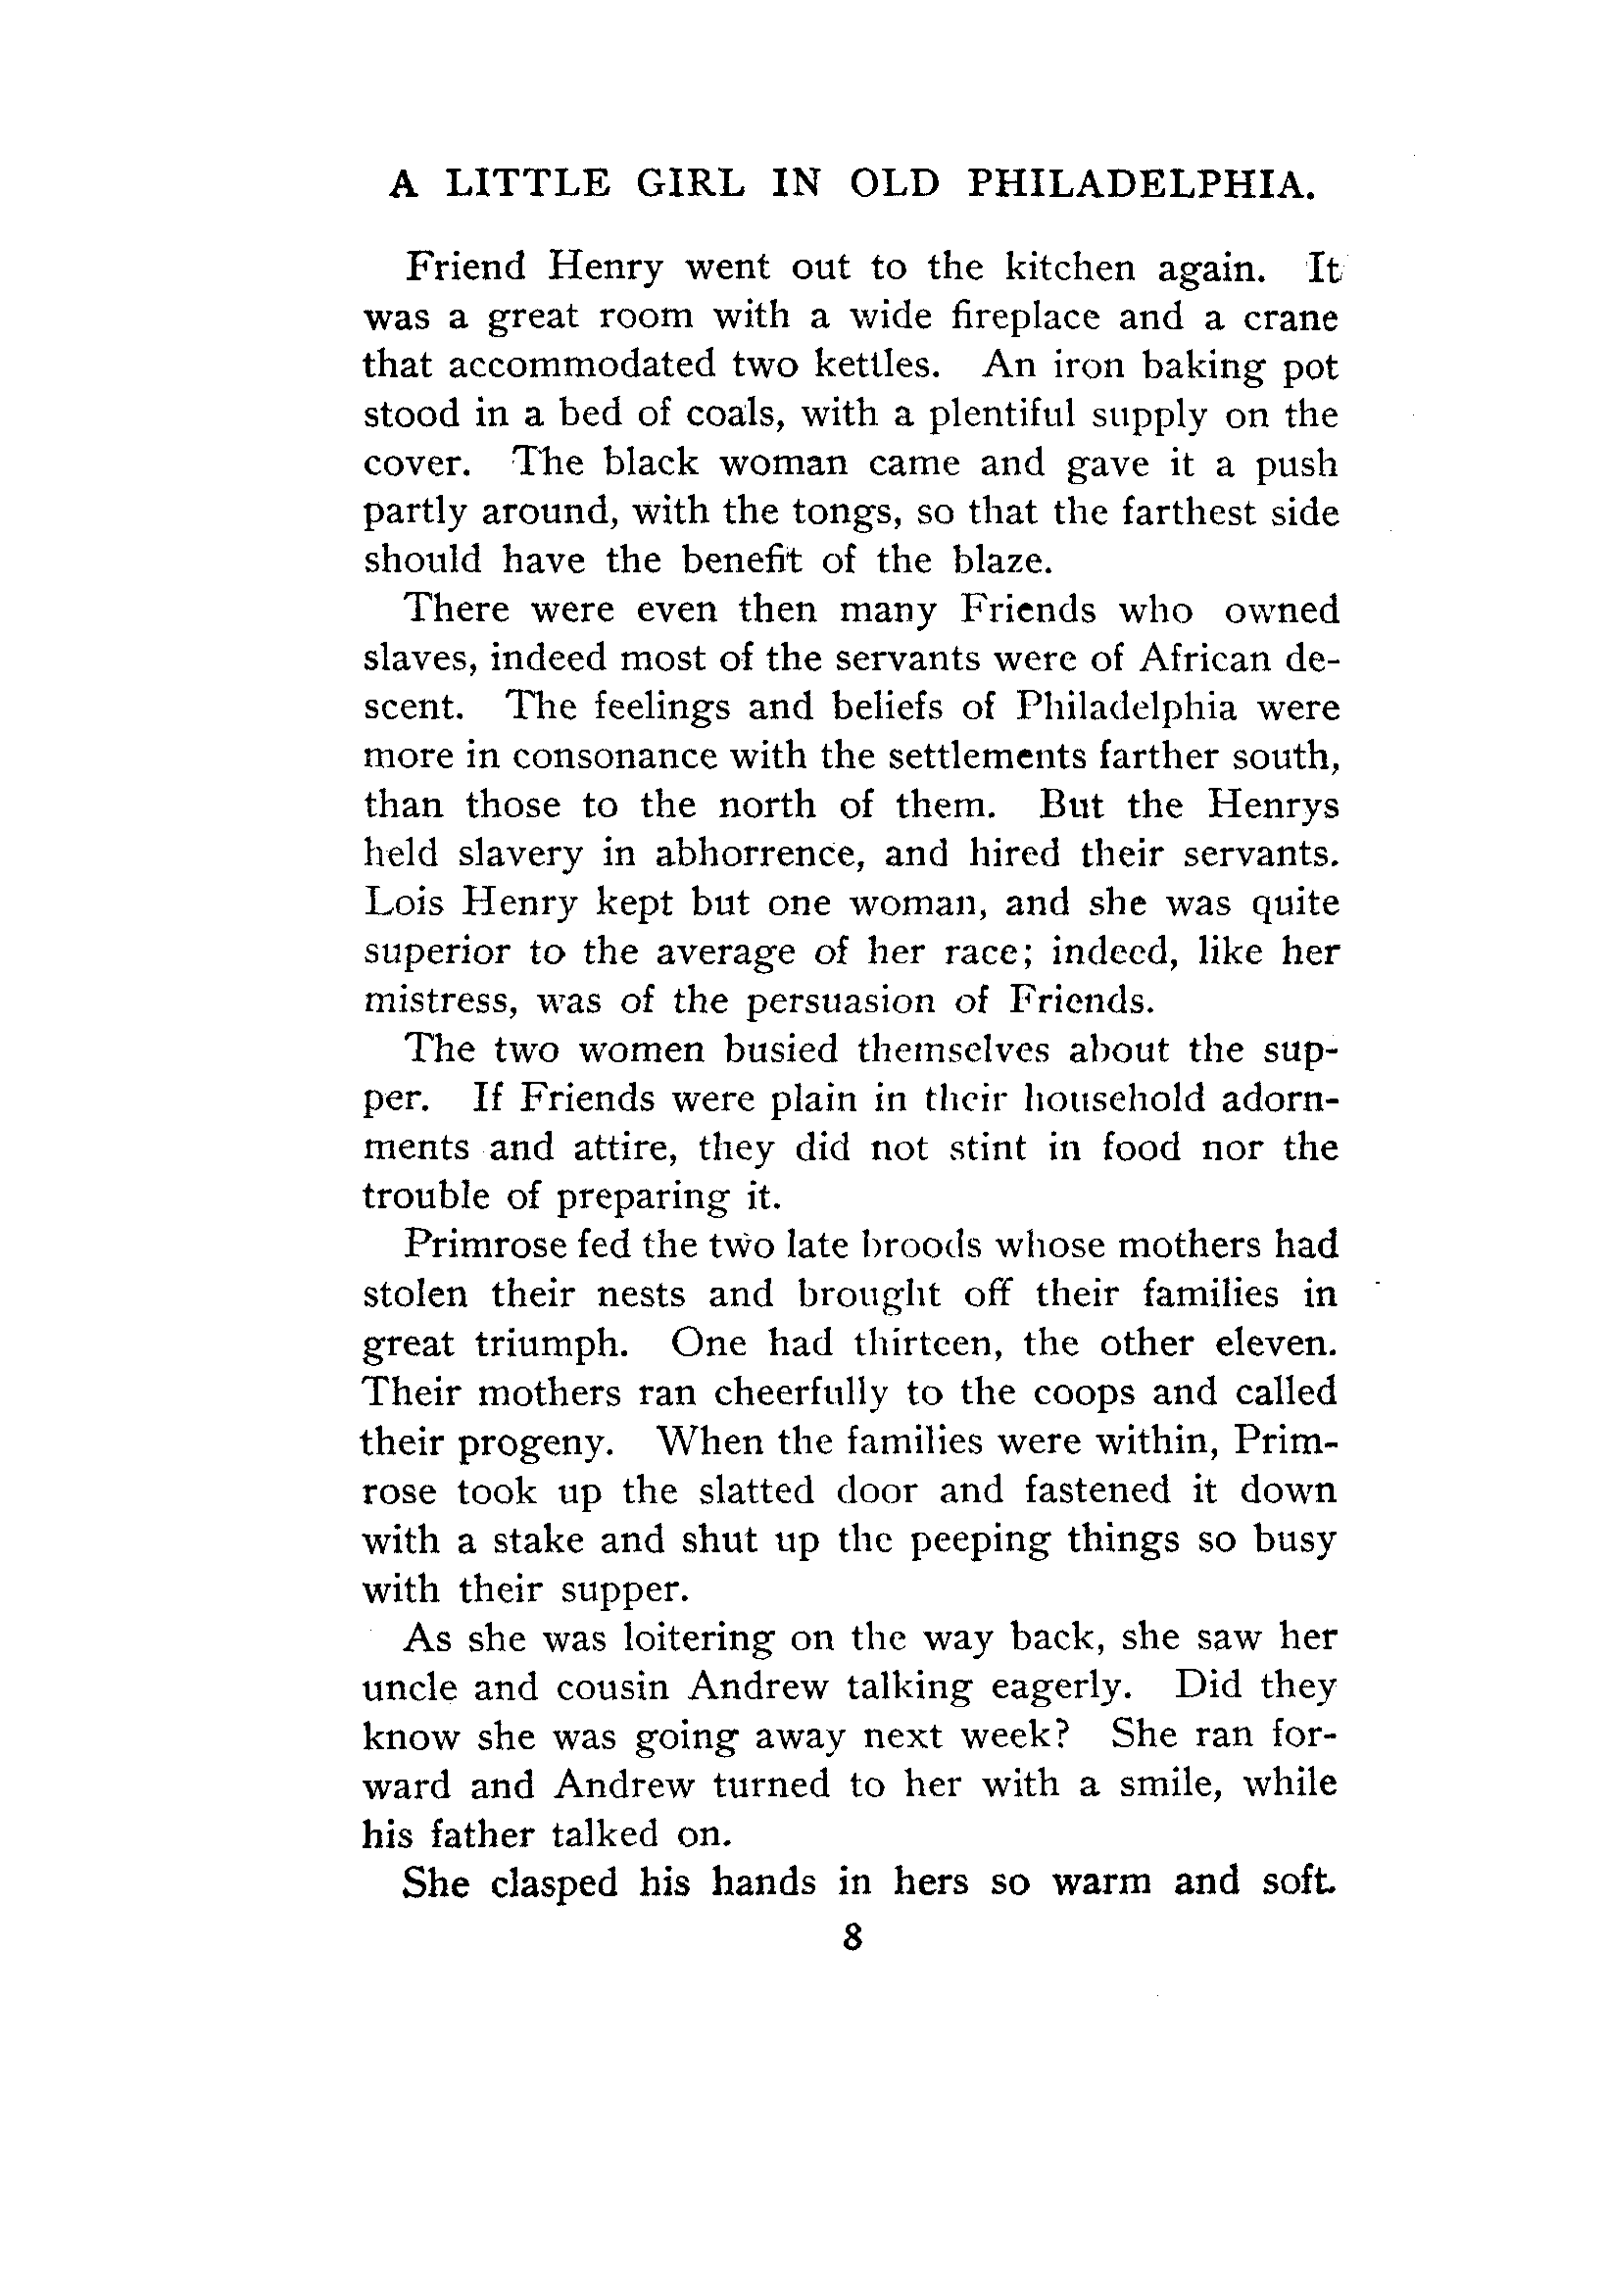 A LITTLE GIRL IN OLD PHILADELPHIA.
Friend Henry went out to the kitchen again. It
was a great room with a wide fireplace and a crane
that accommodated two kettles. An iron baking pot
stood in a bed of coals, with a plentiful supply on the
cover. The black woman came and gave it a push
partly around, with the tongs, so that the farthest side
should have the benefit of the blaze.
There were even then many Friends who owned
slaves, indeed most of the servants were of African de-
scent. The feelings and beliefs of Philadelphia were
more in consonance with the settlements farther south,
than those to the north of them. But the Henrys
held slavery in abhorrence, and hired their servants.
Lois Henry kept but one woman, and she was quite
superior to the average of her race; indeed, like her
mistress, was of the persuasion of Friends.
The two women busied themselves about the sup-
per. If Friends were plain in their household adorn-
ments and attire, they did not stint in food nor the
trouble of preparing it.
Primrose fed the two late broods whose mothers had
stolen their nests and brought off their families in
great triumph. One had thirteen, the other eleven.
Their mothers ran cheerfully to the coops and called
their progeny. When the families were within, Prim-
rose took up the slatted door and fastened it down
with a stake and shut up the peeping things so busy
with their supper.
As she was loitering on the way back, she saw her
uncle and cousin Andrew talking eagerly. Did they
know she was going away next week? She ran for-
ward and Andrew turned to her with a smile, while
his father talked on.
She clasped his hands in hers so warm and soft.
8